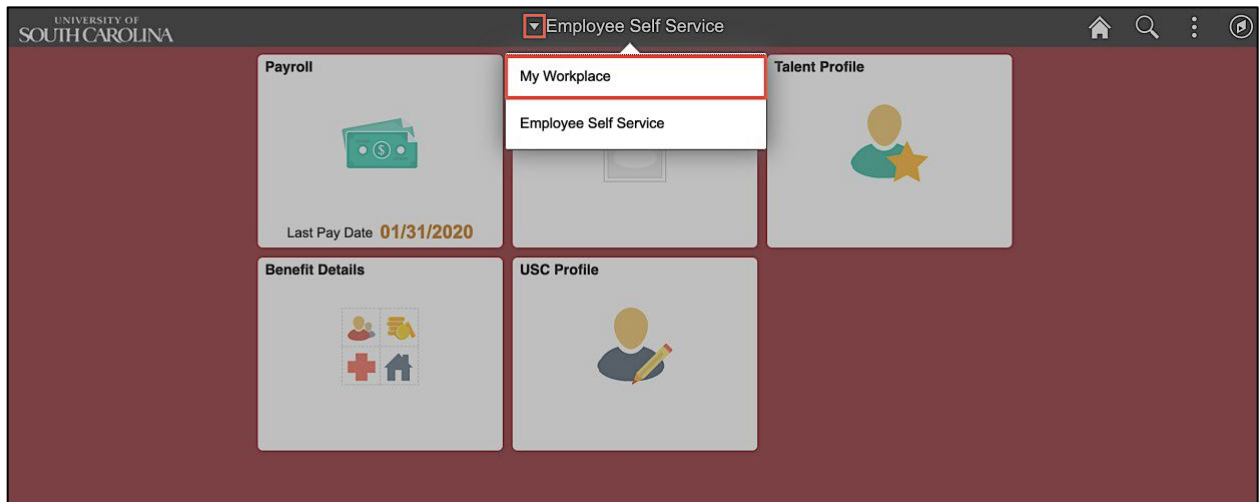 UNIVERSITY OF
SOUTH CAROLINA
Employee Self Service
My Workplace
Employee Self Service
Payroll
Last Pay Date 01/31/2020
Talent Profile
Benefit Details
USC Profile